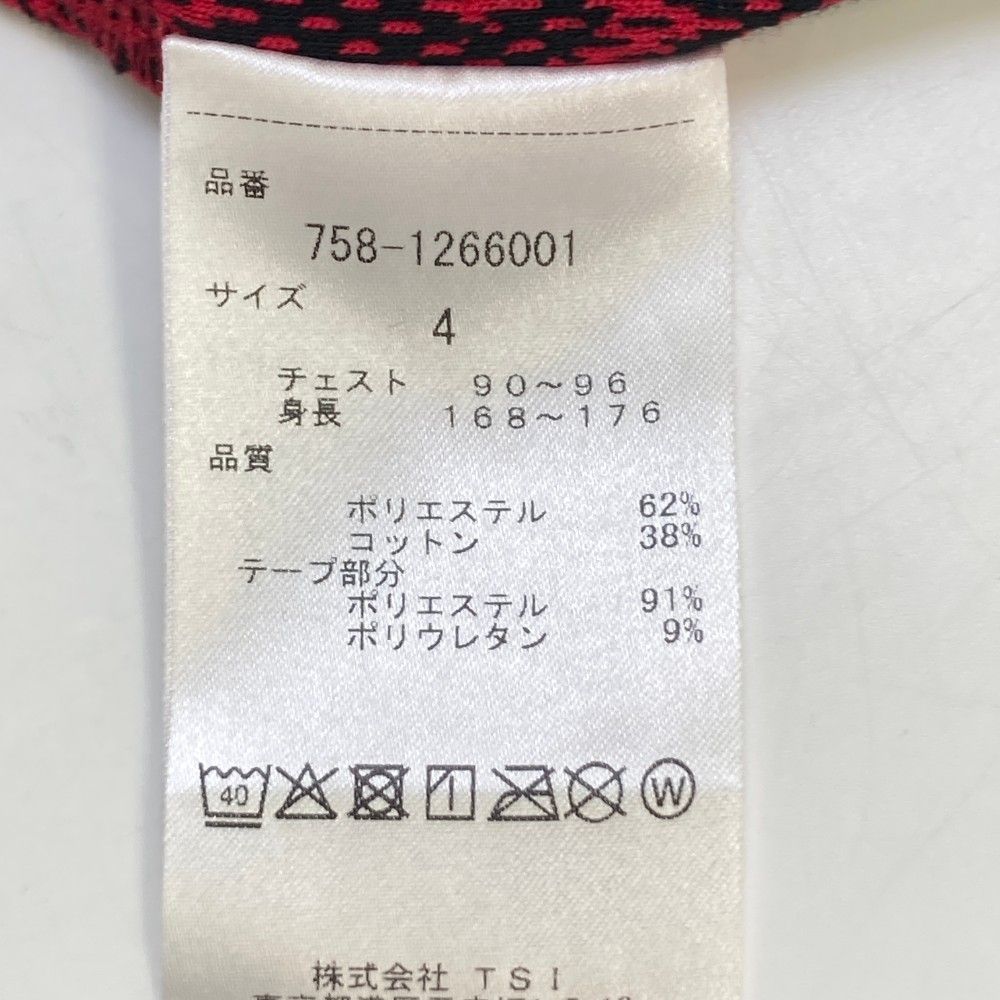 品番
758-1266001
サイズ
4
チェスト 90～96
身長 168～176
品質
ポリエステル 62%
コットン 38%
テープ部分
ポリエステル 91%
ポリウレタン 9%
40 W
株式会社 TSI